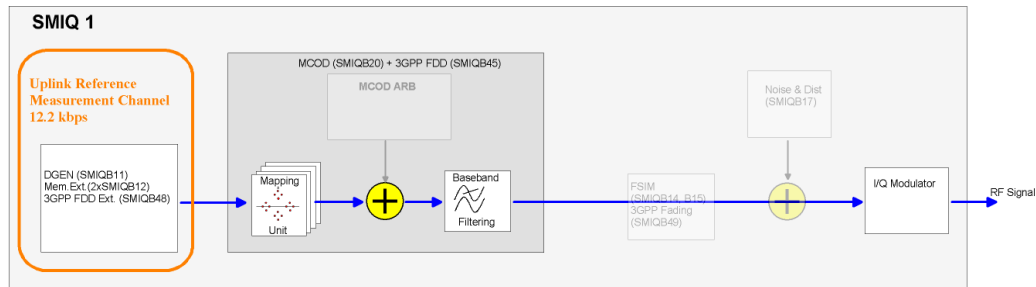 SMIQ 1
MCOD (SMIQB20) + 3GPP FDD (SMIQB45)
Uplink Reference
Measurement Channel
12.2 kbps
MCOD ARB
Noise & Dist
(SMIQB17)
DGEN (SMIQB11)
Mem.Ext.(2xSMIQB12)
3GPP FDD Ext. (SMIQB48)
Mapping
Unit
Baseband
Filtering
FSIM
(SMIQB14, B15)
3GPP Fading
(SMIQB49)
I/Q Modulator
RF Signal